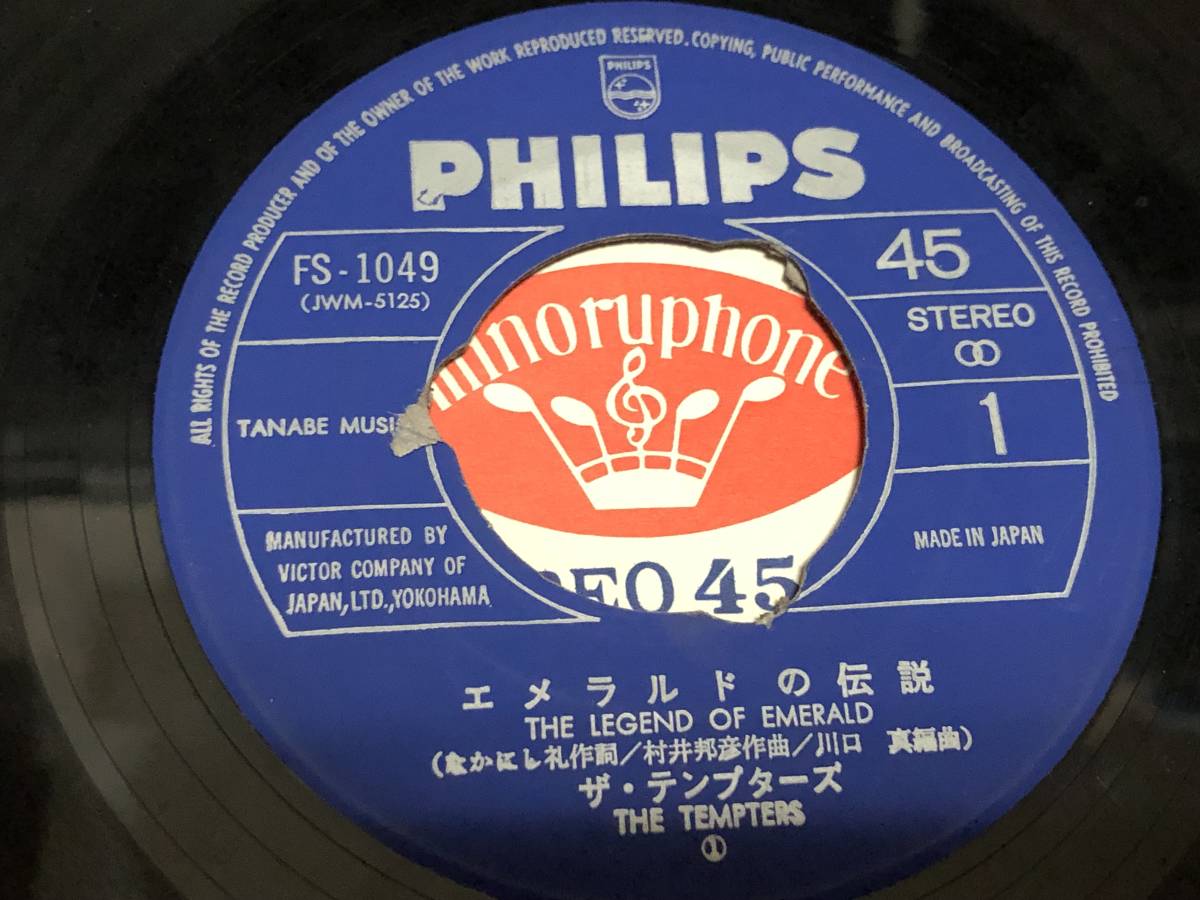 ALL RIGHTS OF THE RECORD PRODUCER AND OF THE OWNER OF THE WORK REPRODUCED RESERVED. COPYING, PUBLIC PERFORMANCE AND BROADCASTING OF THIS RECORD PROHIBITED
PHILIPS
PHILIPS
FS-1049
(JWM-5125)
45
STEREO
1
TANABE MUSI
MANUFACTURED BY
VICTOR COMPANY OF
JAPAN, LTD., YOKOHAMA
MADE IN JAPAN
minoruphone
REO 45
エメラルドの伝説
THE LEGEND OF EMERALD
(なかにし礼作詞/村井邦彦作曲/川口 真編曲)
ザ・テンプターズ
THE TEMPTERS
①